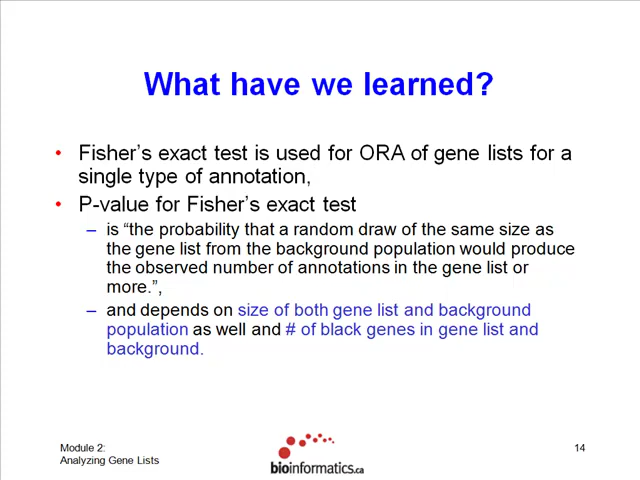 What have we learned?
• Fisher's exact test is used for ORA of gene lists for a
single type of annotation,
• P-value for Fisher's exact test
– is “the probability that a random draw of the same size as
the gene list from the background population would produce
the observed number of annotations in the gene list or
more.”,
– and depends on size of both gene list and background
population as well and # of black genes in gene list and
background.
Module 2:
Analyzing Gene Lists
bioinformatics.ca
14